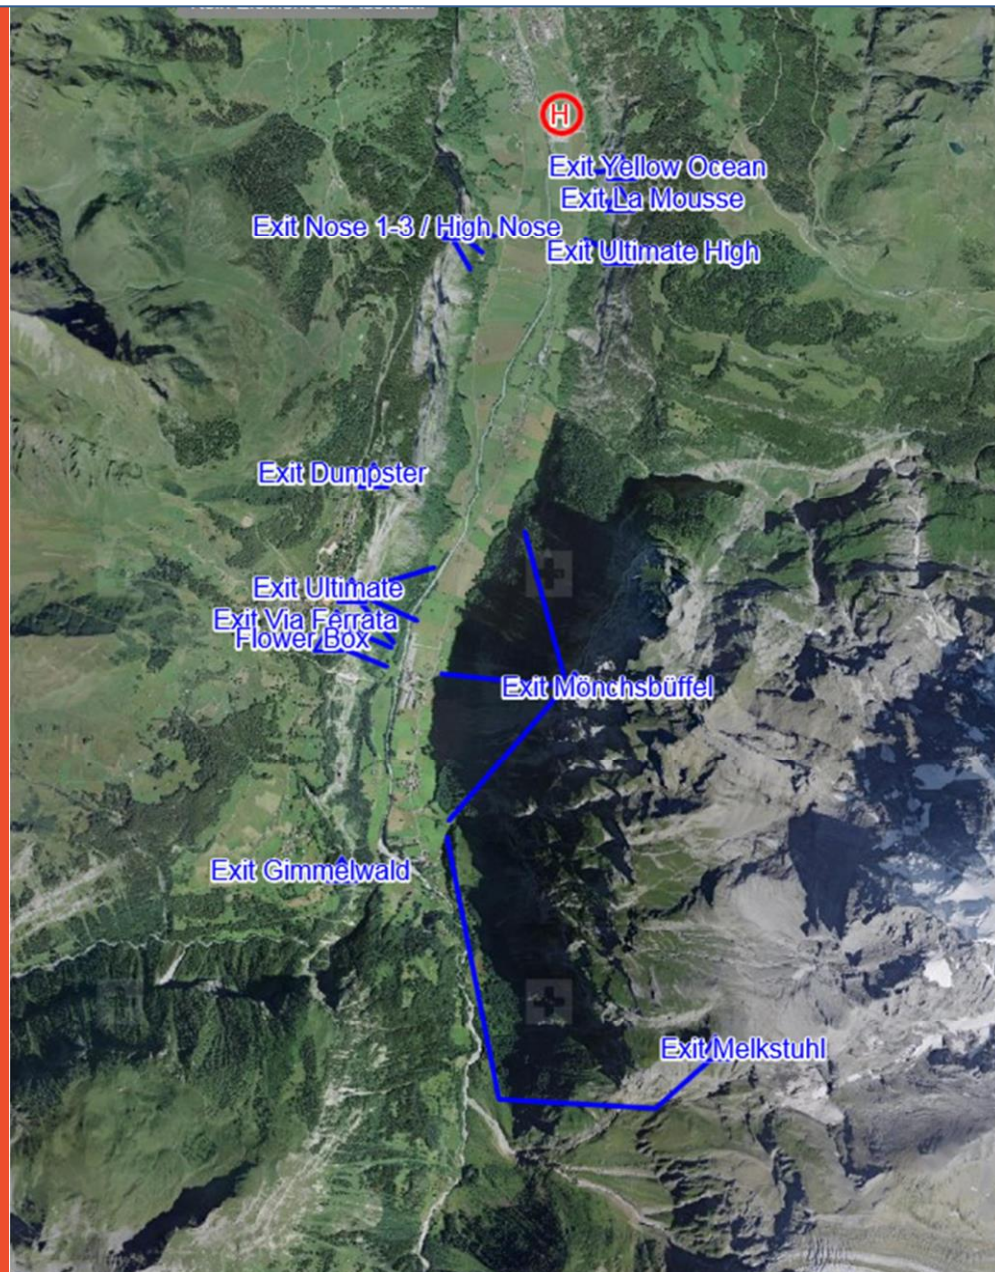 H
Exit Yellow Ocean
Exit La Mousse
Exit Nose 1-3 / High Nose
Exit Ultimate High
Exit Dumpster
Exit Ultimate
Exit Via Ferrata
Flower Box
Exit Mönchsbüffel
Exit Gimmelwald
Exit Melkstuhl